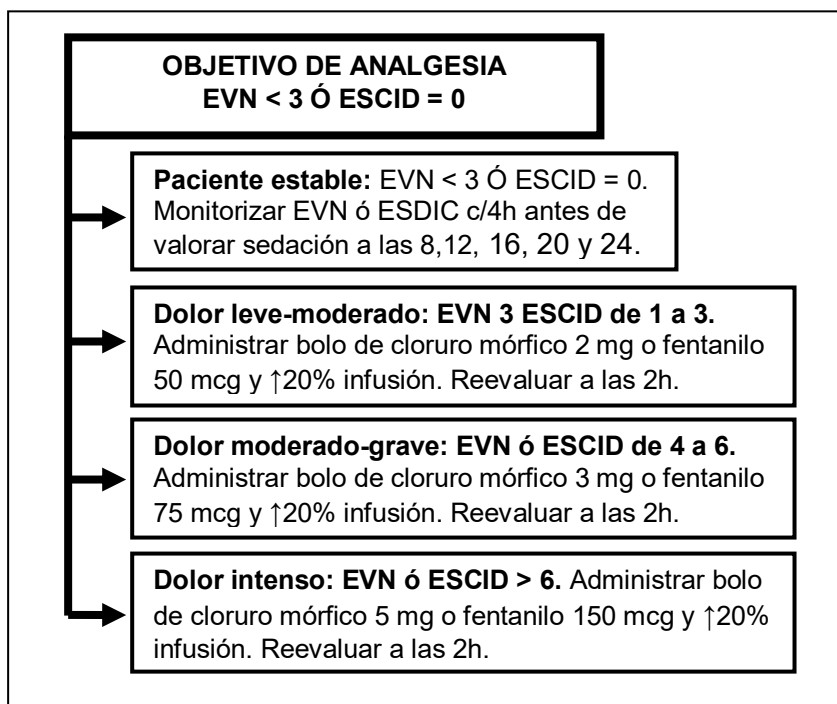 OBJETIVO DE ANALGESIA
EVN < 3 Ó ESCID = 0
Paciente estable: EVN < 3 Ó ESCID = 0.
Monitorizar EVN ó ESDIC c/4h antes de
valorar sedación a las 8,12, 16, 20 y 24.
Dolor leve-moderado: EVN 3 ESCID de 1 a 3.
Administrar bolo de cloruro mórfico 2 mg o fentanilo
50 mcg y ↑20% infusión. Reevaluar a las 2h.
Dolor moderado-grave: EVN ó ESCID de 4 a 6.
Administrar bolo de cloruro mórfico 3 mg o fentanilo
75 mcg y ↑20% infusión. Reevaluar a las 2h.
Dolor intenso: EVN ó ESCID > 6. Administrar bolo
de cloruro mórfico 5 mg o fentanilo 150 mcg y ↑20%
infusión. Reevaluar a las 2h.